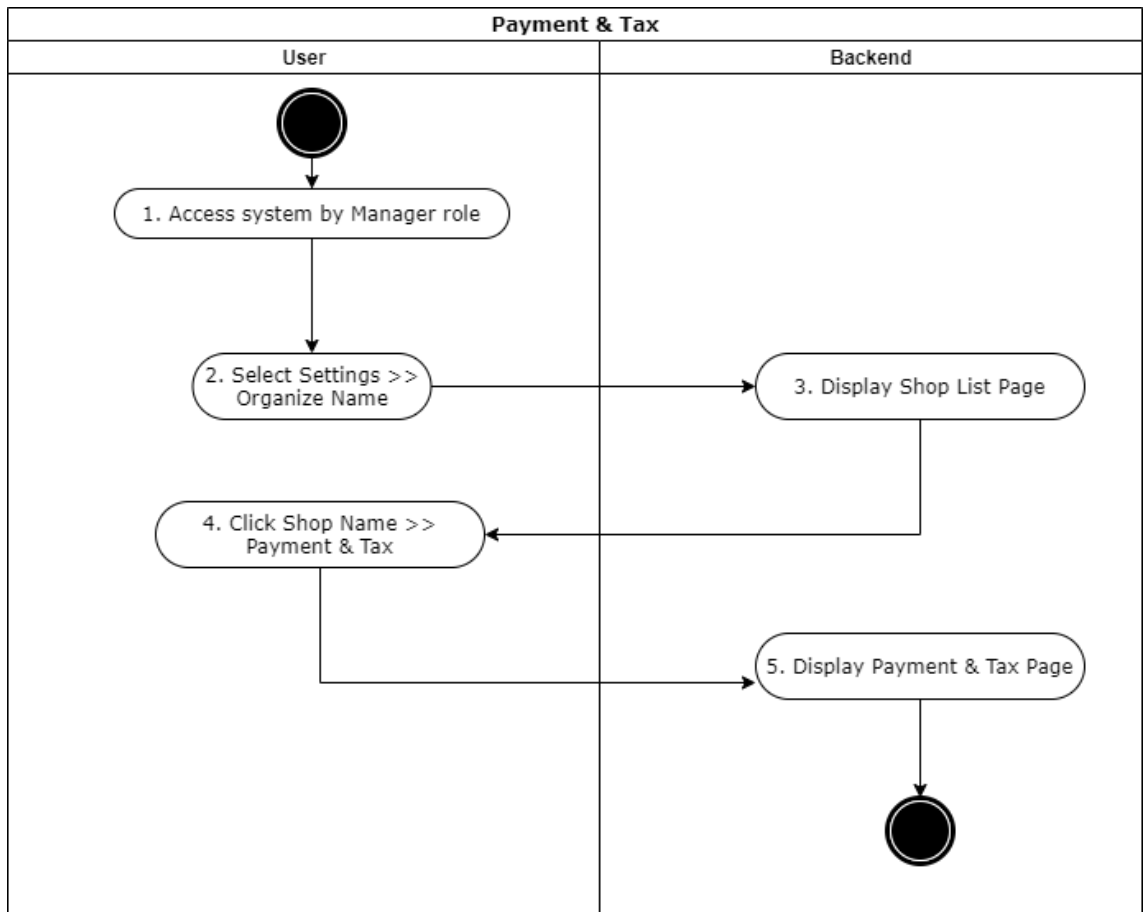 Payment & Tax
User
Backend
1. Access system by Manager role
2. Select Settings >>
Organize Name
3. Display Shop List Page
4. Click Shop Name >>
Payment & Tax
5. Display Payment & Tax Page